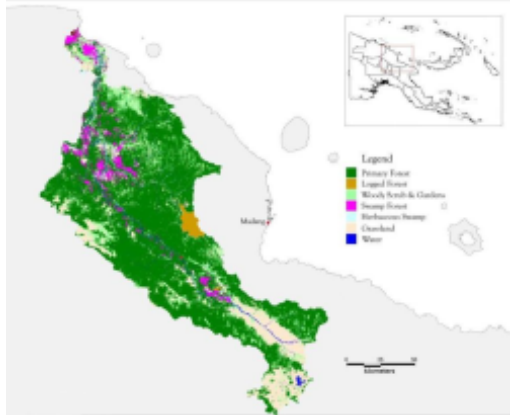 Legend
Primary Forest
Logged Forest
Woody Scrub & Gardens
Swamp Forest
Herbaceous Swamp
Grassland
Water
Madang
Kilometers